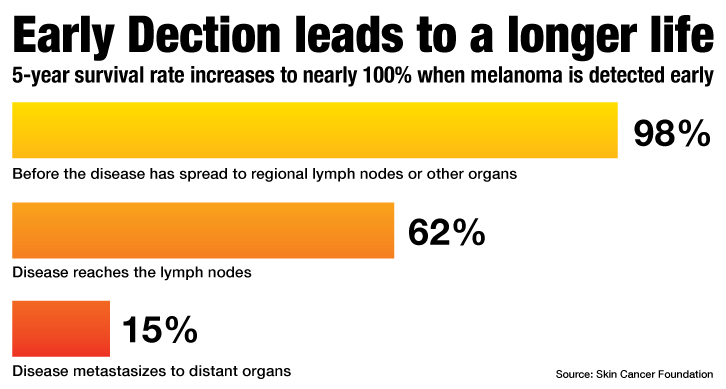 Early Dection leads to a longer life
5-year survival rate increases to nearly 100% when melanoma is detected early
98%
Before the disease has spread to regional lymph nodes or other organs
62%
Disease reaches the lymph nodes
15%
Disease metastasizes to distant organs
Source: Skin Cancer Foundation